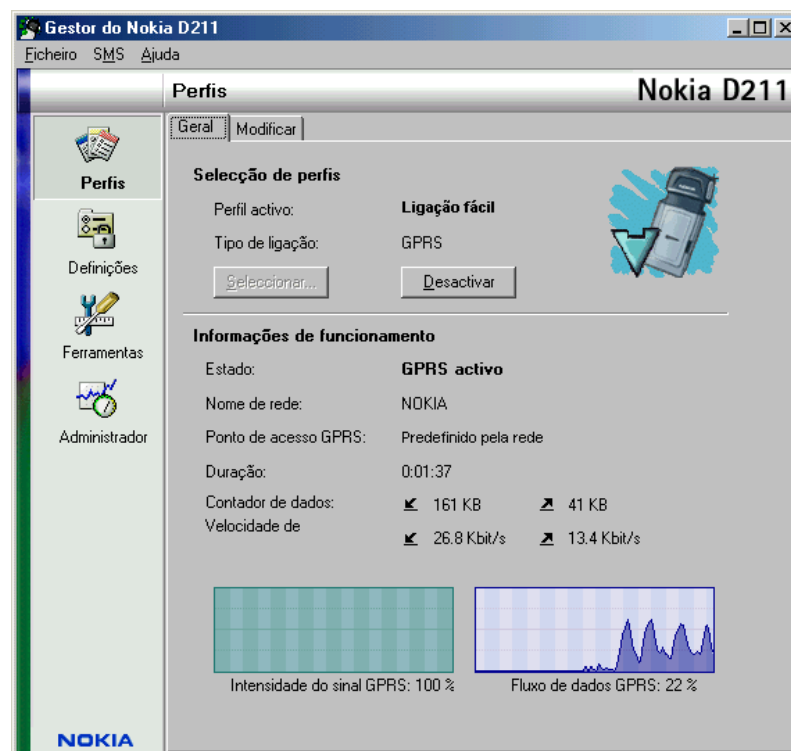 Gestor do Nokia D211
Ficheiro SMS Ajuda
Perfis Nokia D211
Geral Modificar
Perfis
Definições
Ferramentas
Administrador
Selecção de perfis
Perfil activo: Ligação fácil
Tipo de ligação: GPRS
Seleccionar... Desactivar
Informações de funcionamento
Estado: GPRS activo
Nome de rede: NOKIA
Ponto de acesso GPRS: Predefinido pela rede
Duração: 0:01:37
Contador de dados: 161 KB 41 KB
Velocidade de
26.8 Kbit/s 13.4 Kbit/s
Intensidade do sinal GPRS: 100 % Fluxo de dados GPRS: 22 %
NOKIA